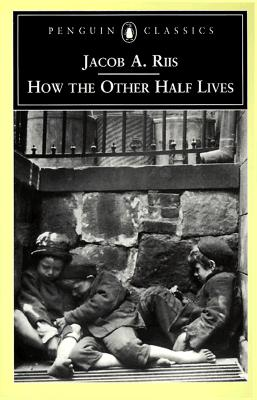 PENGUIN CLASSICS
JACOB A. RIIS
HOW THE OTHER HALF LIVES